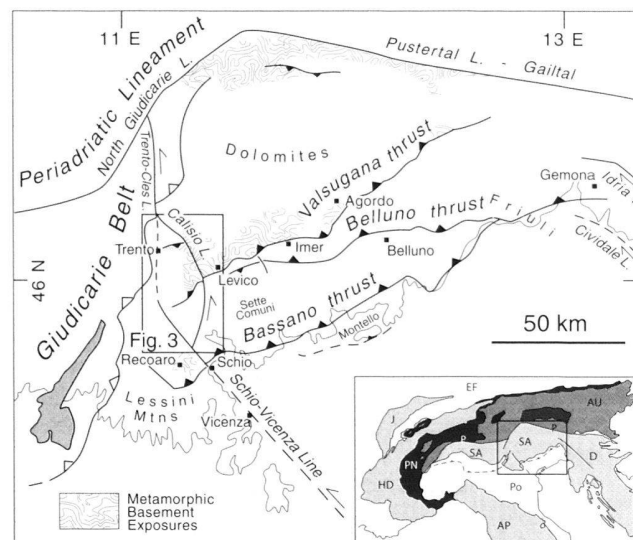 11 E
13 E
Pustertal L. - Gailtal
Periadriatic Lineament
North Giudicarie L.
Trento-Cles L.
Dolomites
Valsugana thrust
Gemona
Idria
Agordo
Giudicarie Belt
Calisio L.
Belluno thrust
Friuli
Cividale L.
Trento
Imer
Belluno
46 N
Levico
Sette
Comuni
Bassano thrust
Montello
50 km
Fig. 3
Recoaro
Schio
Lessini
Mtns
Schio-Vicenza Line
Vicenza
Metamorphic
Basement
Exposures
EF
AU
J
P
P
SA
SA
PN
D
HD
Po
AP